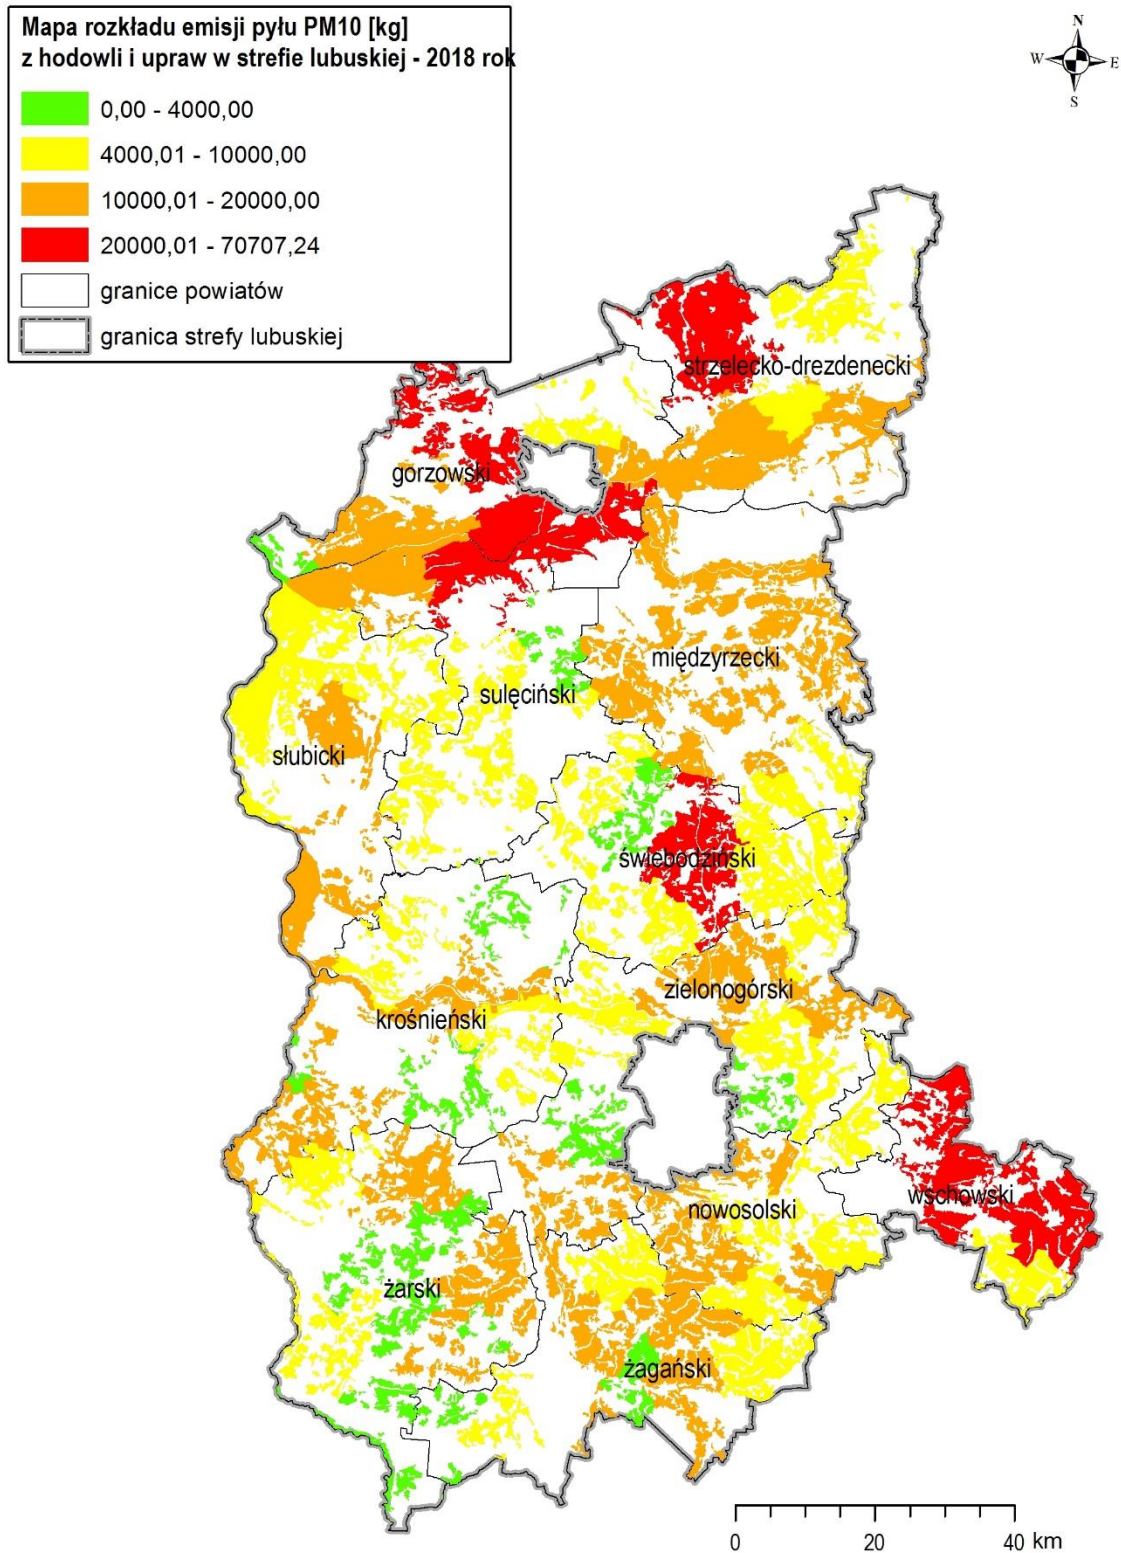 Mapa rozkładu emisji pyłu PM10 [kg]
z hodowli i upraw w strefie lubuskiej - 2018 rok
0,00 - 4000,00
4000,01 - 10000,00
10000,01 - 20000,00
20000,01 - 70707,24
granice powiatów
granica strefy lubuskiej
N
W E
S
strzelecko-drezdenecki
gorzowski
międzyrzecki
sulęciński
słubicki
świebodziński
zielonogórski
krośnieński
wschowski
nowosolski
żarski
żagański
0 20 40 km